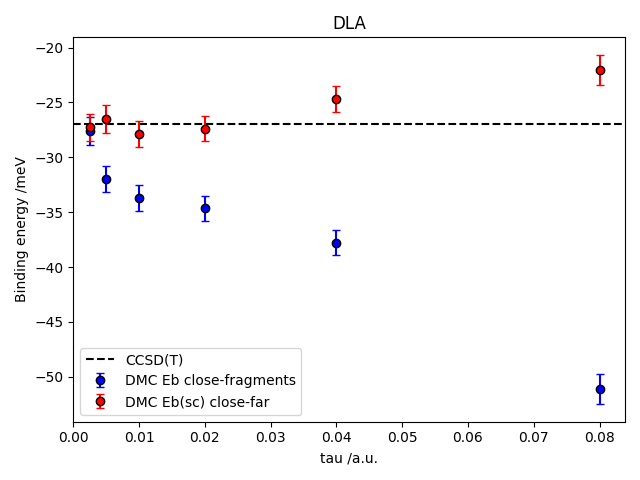 DLA
−20
−25
−30
−35
−40
−45
−50
Binding energy /meV
CCSD(T)
DMC Eb close-fragments
DMC Eb(sc) close-far
0.00 0.01 0.02 0.03 0.04 0.05 0.06 0.07 0.08
tau /a.u.